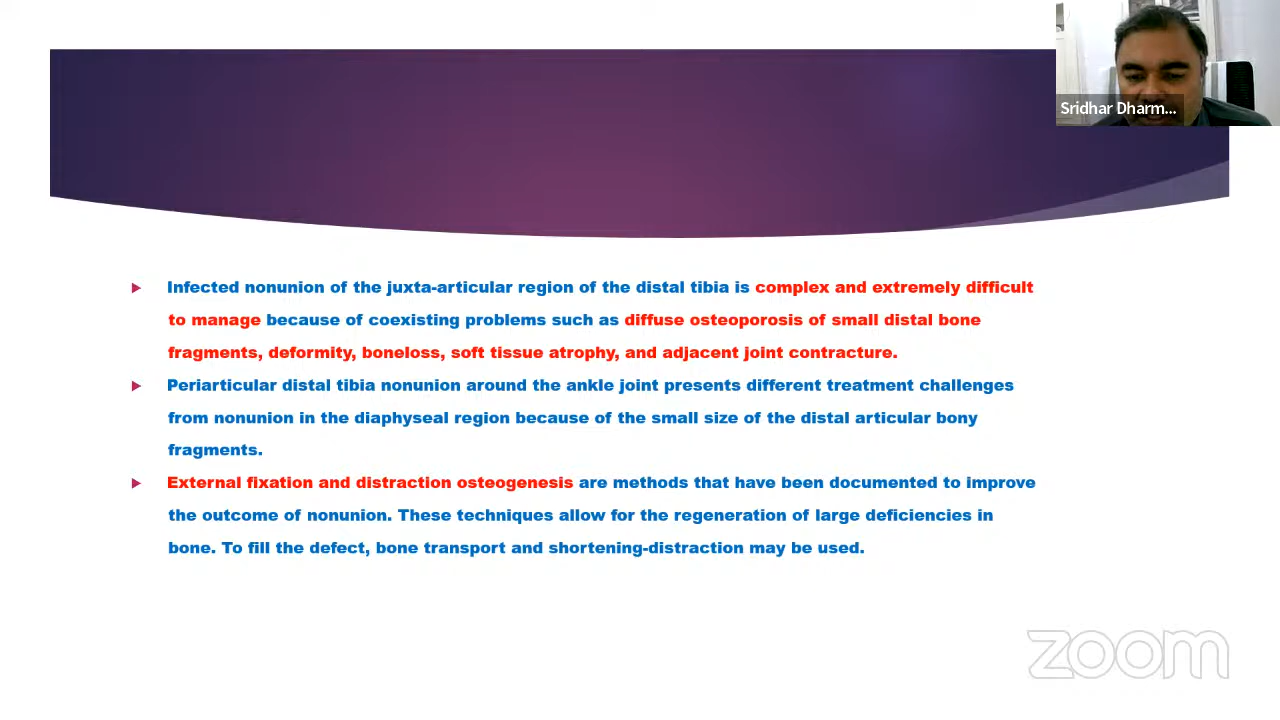 Sridhar Dharm...
Infected nonunion of the juxta-articular region of the distal tibia is complex and extremely difficult
to manage because of coexisting problems such as diffuse osteoporosis of small distal bone
fragments, deformity, boneloss, soft tissue atrophy, and adjacent joint contracture.
Periarticular distal tibia nonunion around the ankle joint presents different treatment challenges
from nonunion in the diaphyseal region because of the small size of the distal articular bony
fragments.
External fixation and distraction osteogenesis are methods that have been documented to improve
the outcome of nonunion. These techniques allow for the regeneration of large deficiencies in
bone. To fill the defect, bone transport and shortening-distraction may be used.
zoom